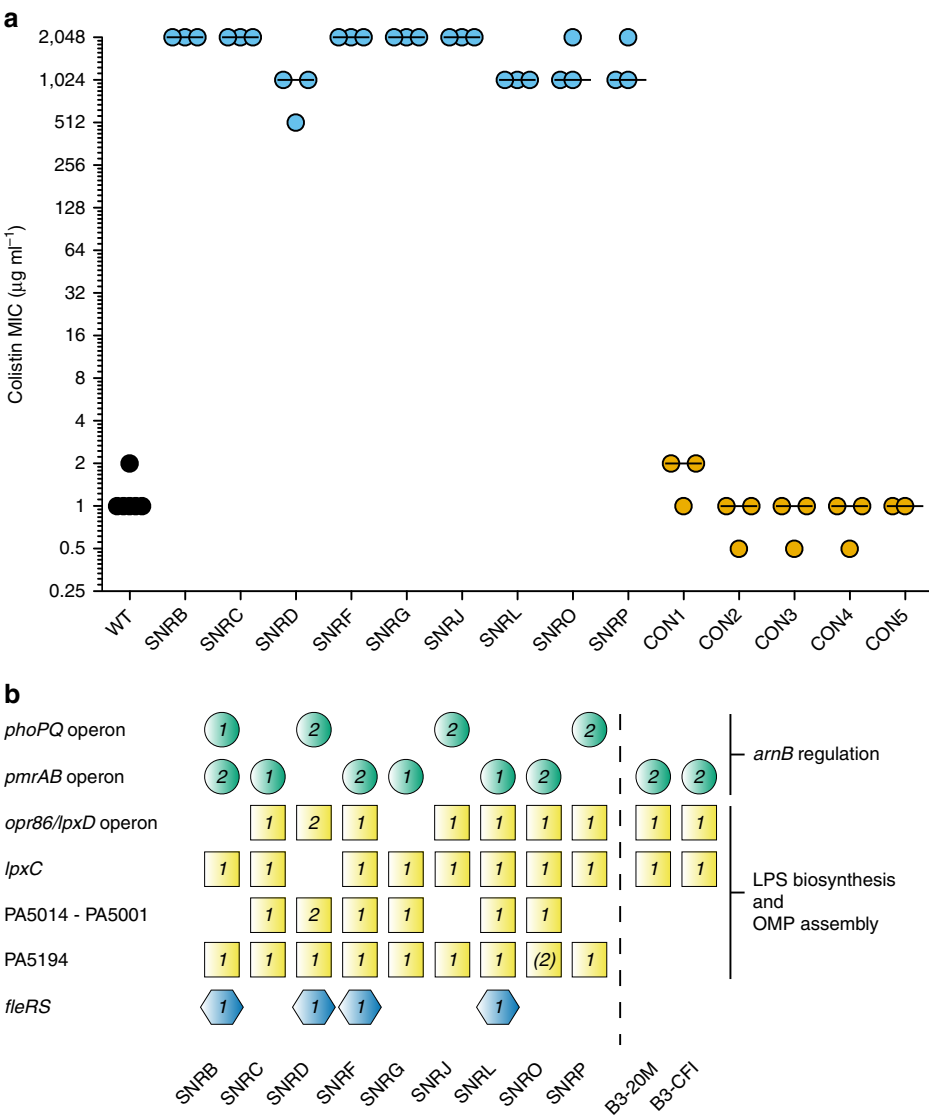 a
Colistin MIC (µg ml⁻¹)
2,048
1,024
512
256
128
64
32
16
8
4
2
1
0.5
0.25
WT SNRB SNRC SNRD SNRF SNRG SNRJ SNRL SNRO SNRP CON1 CON2 CON3 CON4 CON5
b
phoPQ operon 1 2 2 2
arnB regulation
pmrAB operon 2 1 2 1 1 2 2 2
opr86/lpxD operon 1 2 1 1 1 1 1 1 1
lpxC 1 1 1 1 1 1 1 1 1 1
LPS biosynthesis
and
OMP assembly
PA5014 - PA5001 1 2 1 1 1 1
PA5194 1 1 1 1 1 1 1 (2) 1
fleRS 1 1 1 1
SNRB SNRC SNRD SNRF SNRG SNRJ SNRL SNRO SNRP B3-20M B3-CFI